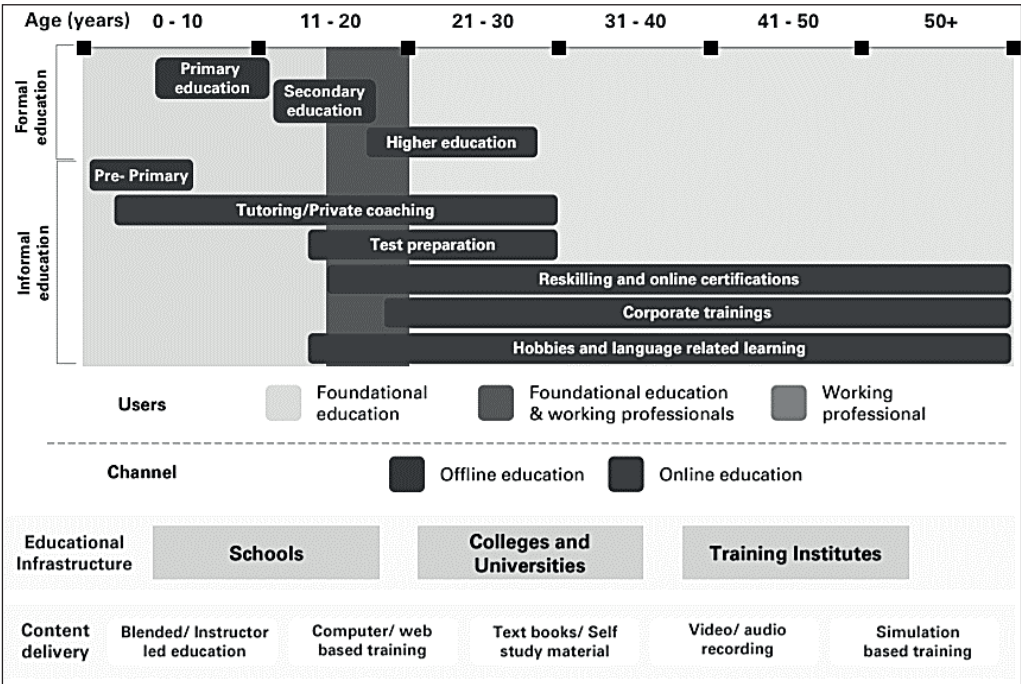 Age (years) 0 - 10 11 - 20 21 - 30 31 - 40 41 - 50 50+
Formal
education
Primary
education
Secondary
education
Higher education
Informal
education
Pre- Primary
Tutoring/Private coaching
Test preparation
Reskilling and online certifications
Corporate trainings
Hobbies and language related learning
Users
Foundational
education
Foundational education
& working professionals
Working
professional
Channel
Offline education
Online education
Educational
Infrastructure
Schools
Colleges and
Universities
Training Institutes
Content
delivery
Blended/ Instructor
led education
Computer/ web
based training
Text books/ Self
study material
Video/ audio
recording
Simulation
based training